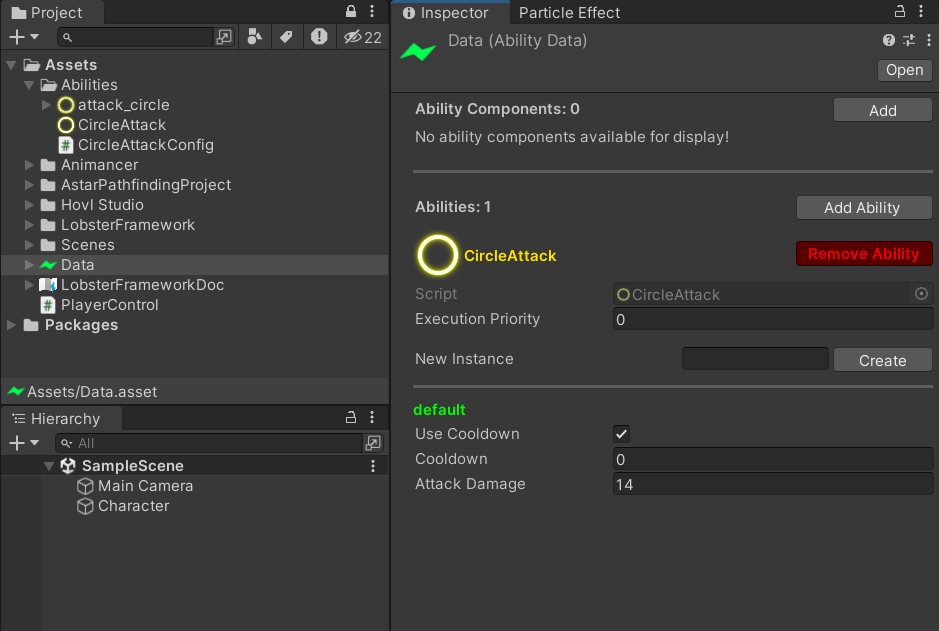 Project
22
Assets
Abilities
attack_circle
CircleAttack
CircleAttackConfig
Animancer
AstarPathfindingProject
Hovl Studio
LobsterFramework
Scenes
Data
LobsterFrameworkDoc
PlayerControl
Packages
Assets/Data.asset
Hierarchy
All
SampleScene
Main Camera
Character
Inspector
Particle Effect
Data (Ability Data)
Open
Ability Components: 0
Add
No ability components available for display!
Abilities: 1
Add Ability
CircleAttack
Remove Ability
Script
CircleAttack
Execution Priority
0
New Instance
Create
default
Use Cooldown
Cooldown
0
Attack Damage
14